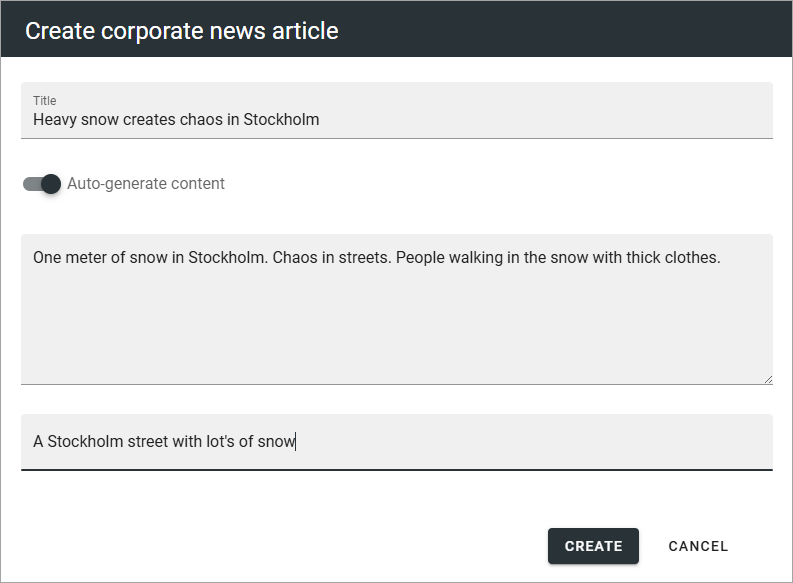 Create corporate news article
Title
Heavy snow creates chaos in Stockholm
Auto-generate content
One meter of snow in Stockholm. Chaos in streets. People walking in the snow with thick clothes.
A Stockholm street with lot's of snow
CREATE CANCEL